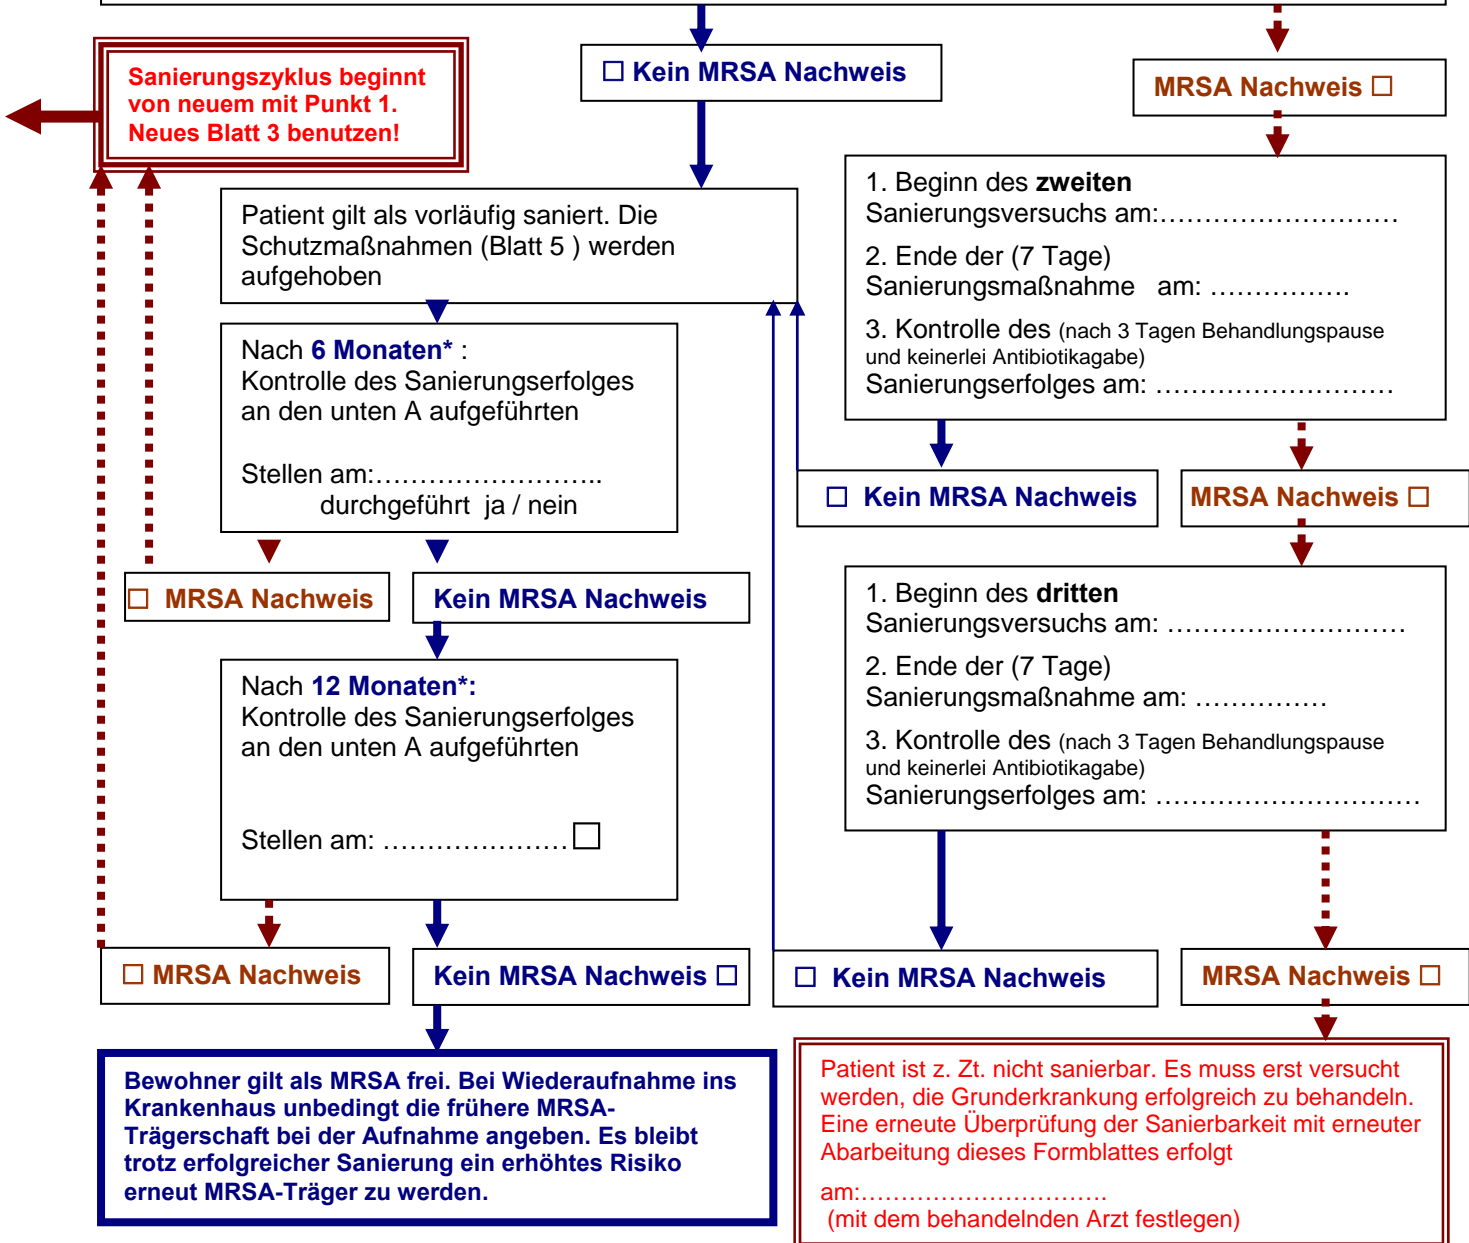 Sanierungszyklus beginnt
von neuem mit Punkt 1.
Neues Blatt 3 benutzen!
☐ Kein MRSA Nachweis
MRSA Nachweis ☐
Patient gilt als vorläufig saniert. Die
Schutzmaßnahmen (Blatt 5 ) werden
aufgehoben
1. Beginn des zweiten
Sanierungsversuchs am:………………………
2. Ende der (7 Tage)
Sanierungsmaßnahme am: …………….
3. Kontrolle des (nach 3 Tagen Behandlungspause
und keinerlei Antibiotikagabe)
Sanierungserfolges am: ………………………
Nach 6 Monaten* :
Kontrolle des Sanierungserfolges
an den unten A aufgeführten
Stellen am:……………………..
durchgeführt ja / nein
☐ Kein MRSA Nachweis
MRSA Nachweis ☐
☐ MRSA Nachweis
Kein MRSA Nachweis
1. Beginn des dritten
Sanierungsversuchs am: ………………………
2. Ende der (7 Tage)
Sanierungsmaßnahme am: ……………
3. Kontrolle des (nach 3 Tagen Behandlungspause
und keinerlei Antibiotikagabe)
Sanierungserfolges am: …………………………
Nach 12 Monaten*:
Kontrolle des Sanierungserfolges
an den unten A aufgeführten
Stellen am: ………………… ☐
☐ MRSA Nachweis
Kein MRSA Nachweis ☐
☐ Kein MRSA Nachweis
MRSA Nachweis ☐
Bewohner gilt als MRSA frei. Bei Wiederaufnahme ins
Krankenhaus unbedingt die frühere MRSA-
Trägerschaft bei der Aufnahme angeben. Es bleibt
trotz erfolgreicher Sanierung ein erhöhtes Risiko
erneut MRSA-Träger zu werden.
Patient ist z. Zt. nicht sanierbar. Es muss erst versucht
werden, die Grunderkrankung erfolgreich zu behandeln.
Eine erneute Überprüfung der Sanierbarkeit mit erneuter
Abarbeitung dieses Formblattes erfolgt
am:………………………….
(mit dem behandelnden Arzt festlegen)